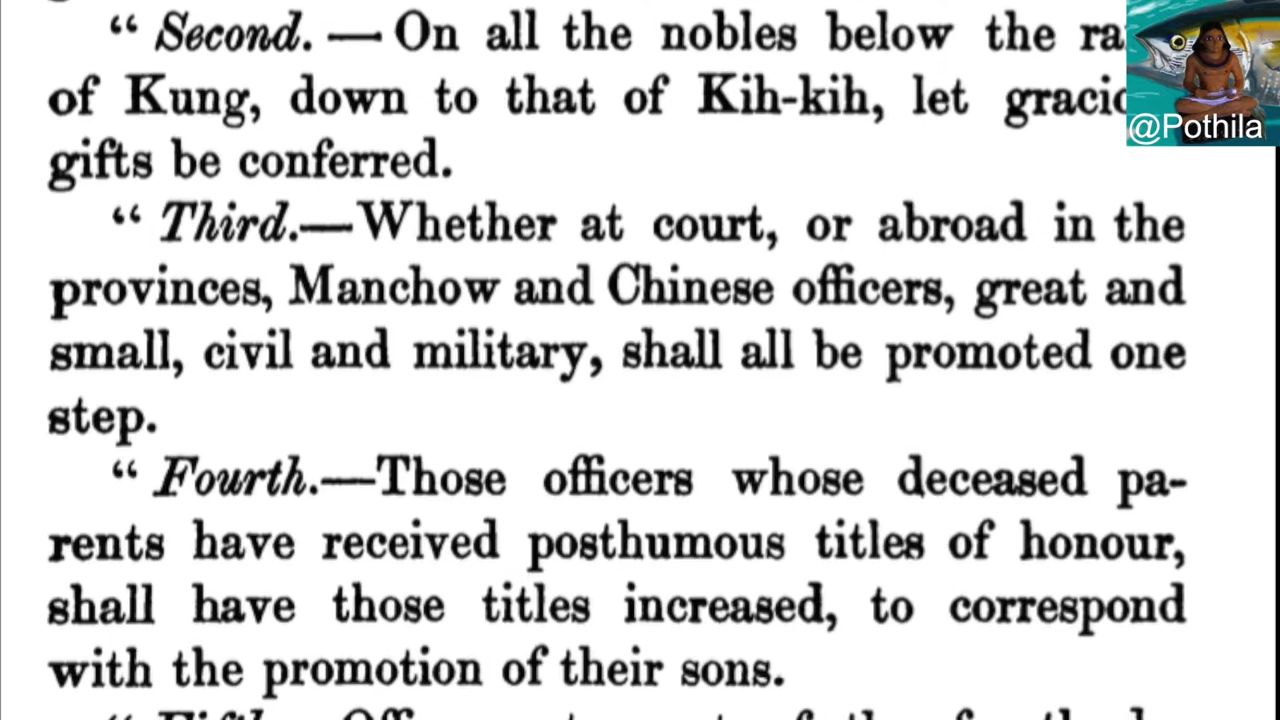 “ Second. — On all the nobles below the
of Kung, down to that of Kih-kih, let
gifts be conferred.
“ Third.—Whether at court, or abroad in the
provinces, Manchow and Chinese officers, great and
small, civil and military, shall all be promoted one
step.
“ Fourth.—Those officers whose deceased pa-
rents have received posthumous titles of honour,
shall have those titles increased, to correspond
with the promotion of their sons.
@Pothila